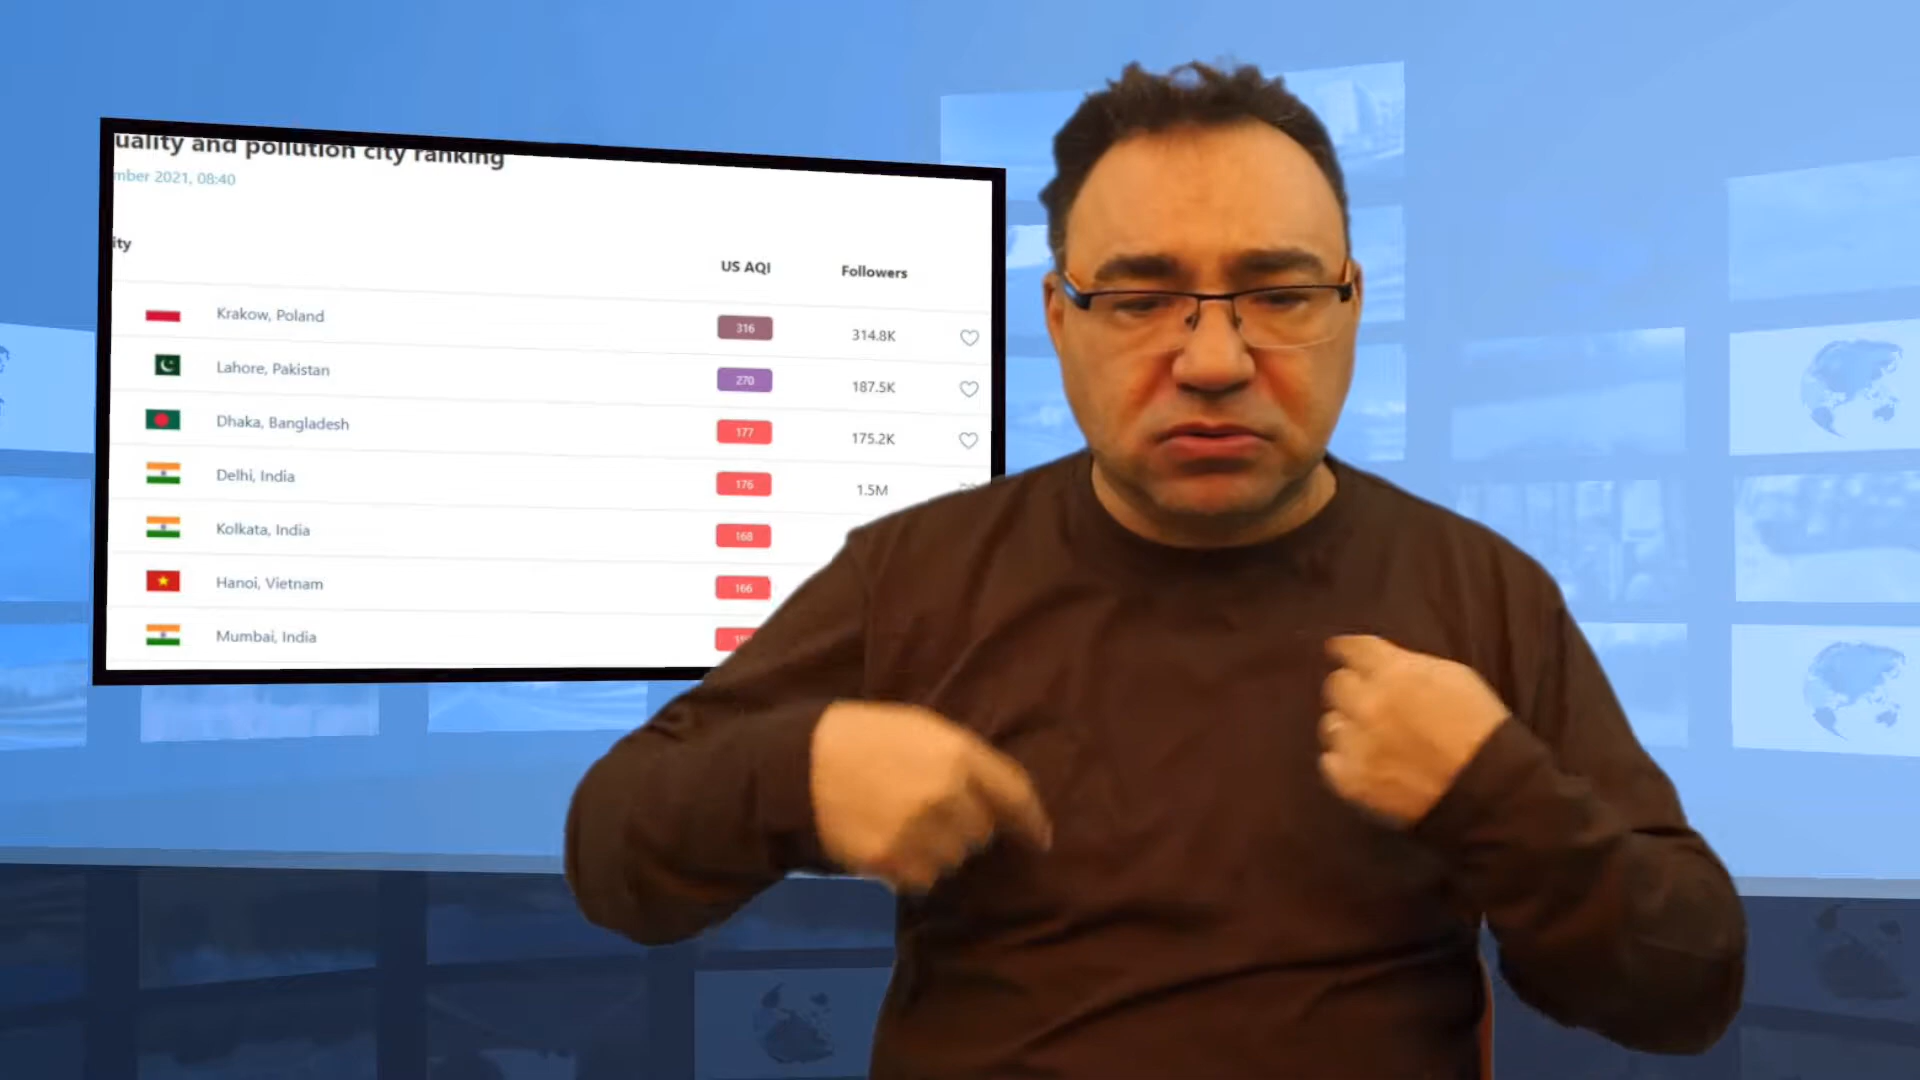 uality and pollution city ranking
mber 2021, 08:40
ity US AQI Followers
Krakow, Poland 316 314.8K
Lahore, Pakistan 270 187.5K
Dhaka, Bangladesh 177 175.2K
Delhi, India 176 1.5M
Kolkata, India 168
Hanoi, Vietnam 166
Mumbai, India